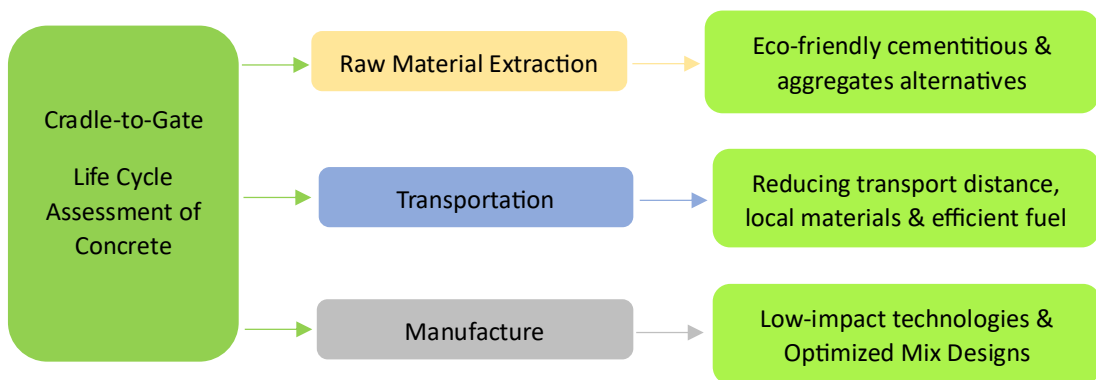 Cradle-to-Gate
Life Cycle
Assessment of
Concrete
Raw Material Extraction
Eco-friendly cementitious &
aggregates alternatives
Transportation
Reducing transport distance,
local materials & efficient fuel
Manufacture
Low-impact technologies &
Optimized Mix Designs